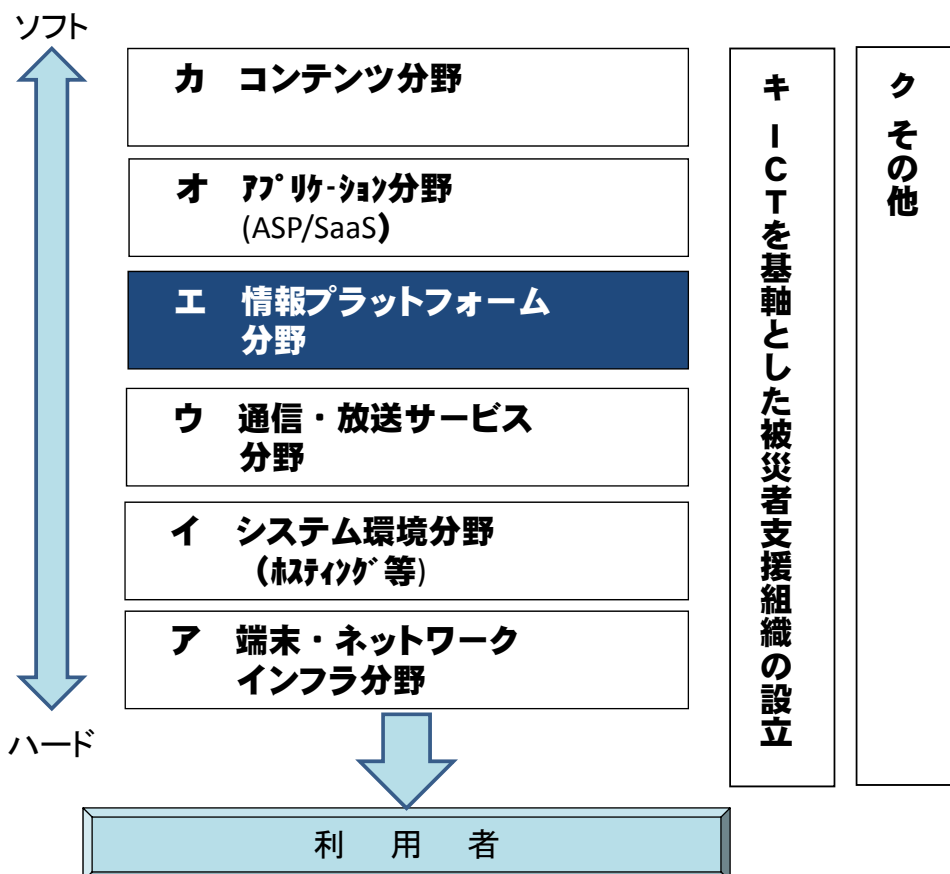 ソフト
カ コンテンツ分野
オ ｱﾌﾟﾘｹｰｼｮﾝ分野
(ASP/SaaS)
エ 情報プラットフォーム
分野
ウ 通信・放送サービス
分野
イ システム環境分野
(ﾎｽﾃｨﾝｸﾞ等)
ア 端末・ネットワーク
インフラ分野
ハード
キ ICTを基軸とした被災者支援組織の設立
ク その他
利 用 者